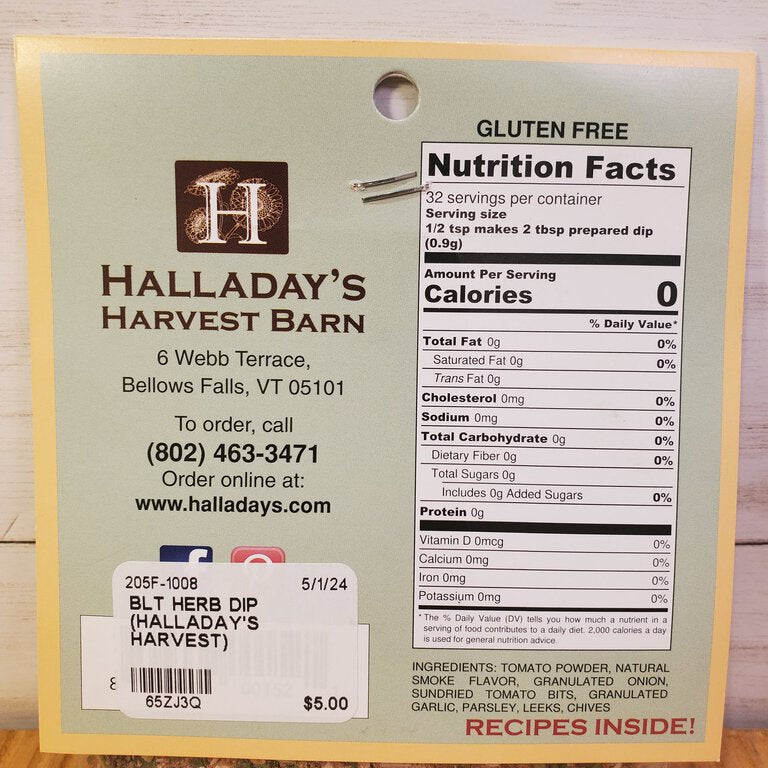 GLUTEN FREE
H
HALLADAY'S
HARVEST BARN
6 Webb Terrace,
Bellows Falls, VT 05101
To order, call
(802) 463-3471
Order online at:
www.halladays.com
f
205F-1008 5/1/24
BLT HERB DIP
(HALLADAY'S
HARVEST)
65ZJ3Q $5.00
Nutrition Facts
32 servings per container
Serving size
1/2 tsp makes 2 tbsp prepared dip
(0.9g)
Amount Per Serving
Calories 0
% Daily Value*
Total Fat 0g 0%
Saturated Fat 0g 0%
Trans Fat 0g
Cholesterol 0mg 0%
Sodium 0mg 0%
Total Carbohydrate 0g 0%
Dietary Fiber 0g 0%
Total Sugars 0g
Includes 0g Added Sugars 0%
Protein 0g
Vitamin D 0mcg 0%
Calcium 0mg 0%
Iron 0mg 0%
Potassium 0mg 0%
* The % Daily Value (DV) tells you how much a nutrient in a
serving of food contributes to a daily diet. 2,000 calories a day
is used for general nutrition advice.
INGREDIENTS: TOMATO POWDER, NATURAL
SMOKE FLAVOR, GRANULATED ONION,
SUNDRIED TOMATO BITS, GRANULATED
GARLIC, PARSLEY, LEEKS, CHIVES
RECIPES INSIDE!